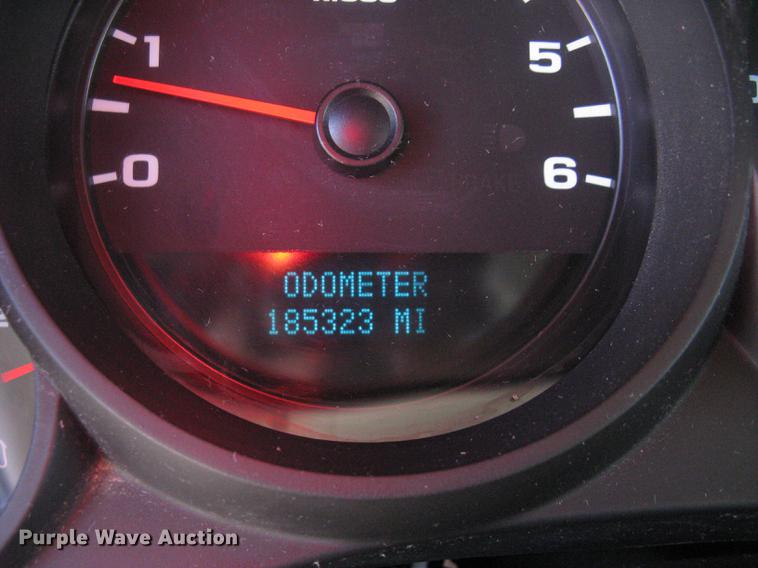 1
5
0
6
ODOMETER
185323 MI
Purple Wave Auction